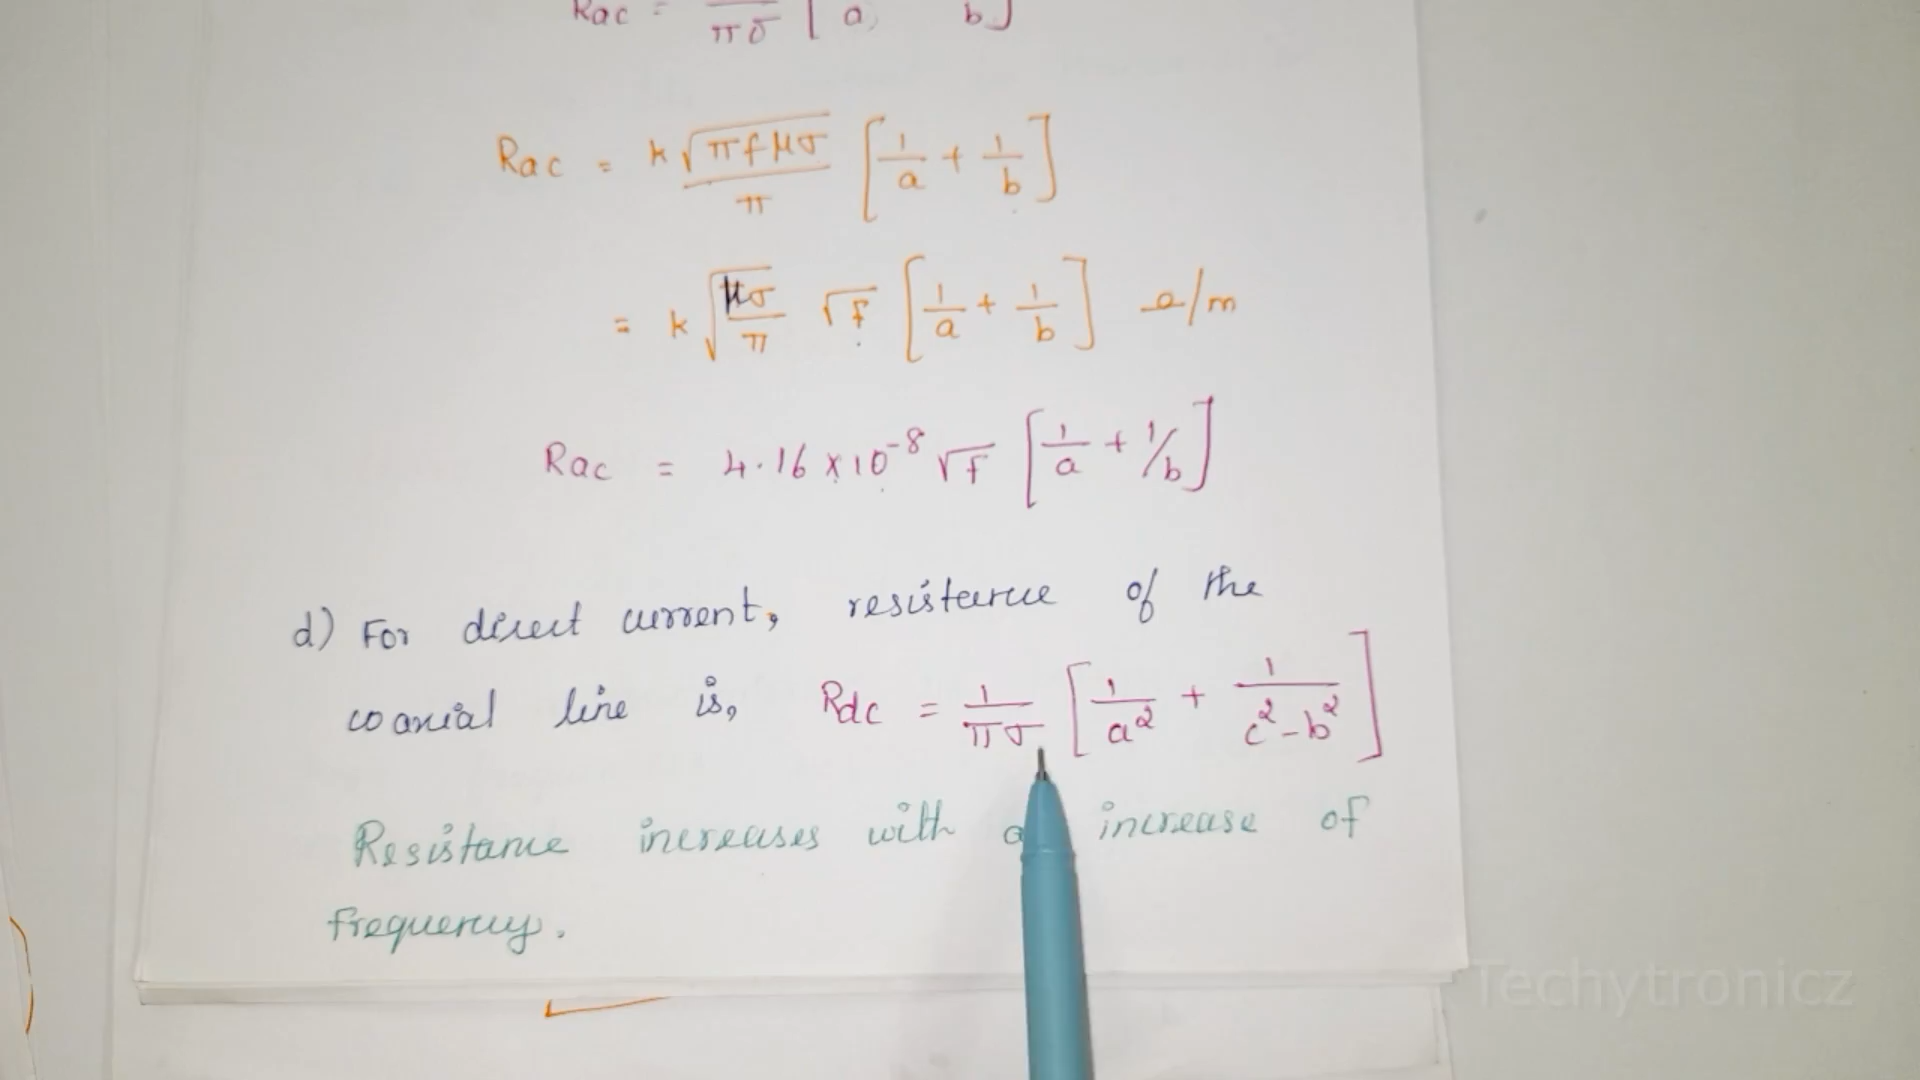 Rac = πσ [ a b ]
Rac = k √πfμσ / π [ 1/a + 1/b ]
= k √μσ/π √f [ 1/a + 1/b ] Ω/m
Rac = 4.16 × 10⁻⁸ √f [ 1/a + 1/b ]
d) For direct current, resistance of the
coaxial line is, Rdc = 1/πσ [ 1/a² + 1/c²-b² ]
Resistance increases with increase of
frequency.
Techytronicz